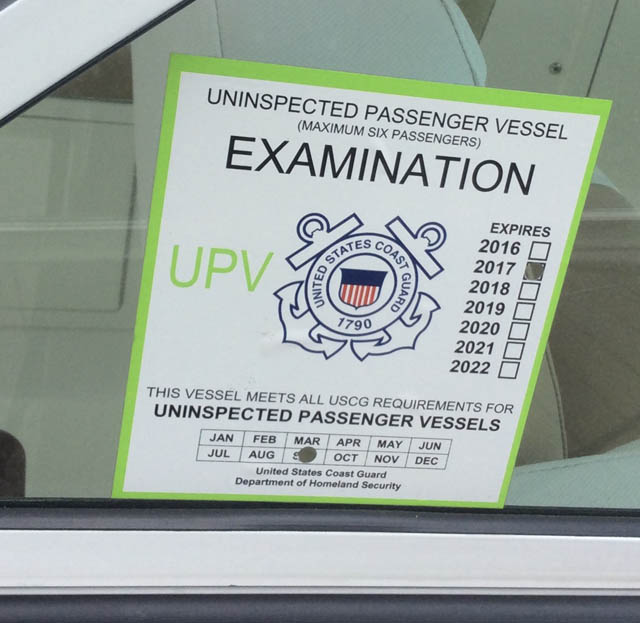 UNINSPECTED PASSENGER VESSEL
(MAXIMUM SIX PASSENGERS)
EXAMINATION
UPV
UNITED STATES COAST GUARD
1790
EXPIRES
2016
2017
2018
2019
2020
2021
2022
THIS VESSEL MEETS ALL USCG REQUIREMENTS FOR
UNINSPECTED PASSENGER VESSELS
JAN FEB MAR APR MAY JUN
JUL AUG OCT NOV DEC
United States Coast Guard
Department of Homeland Security